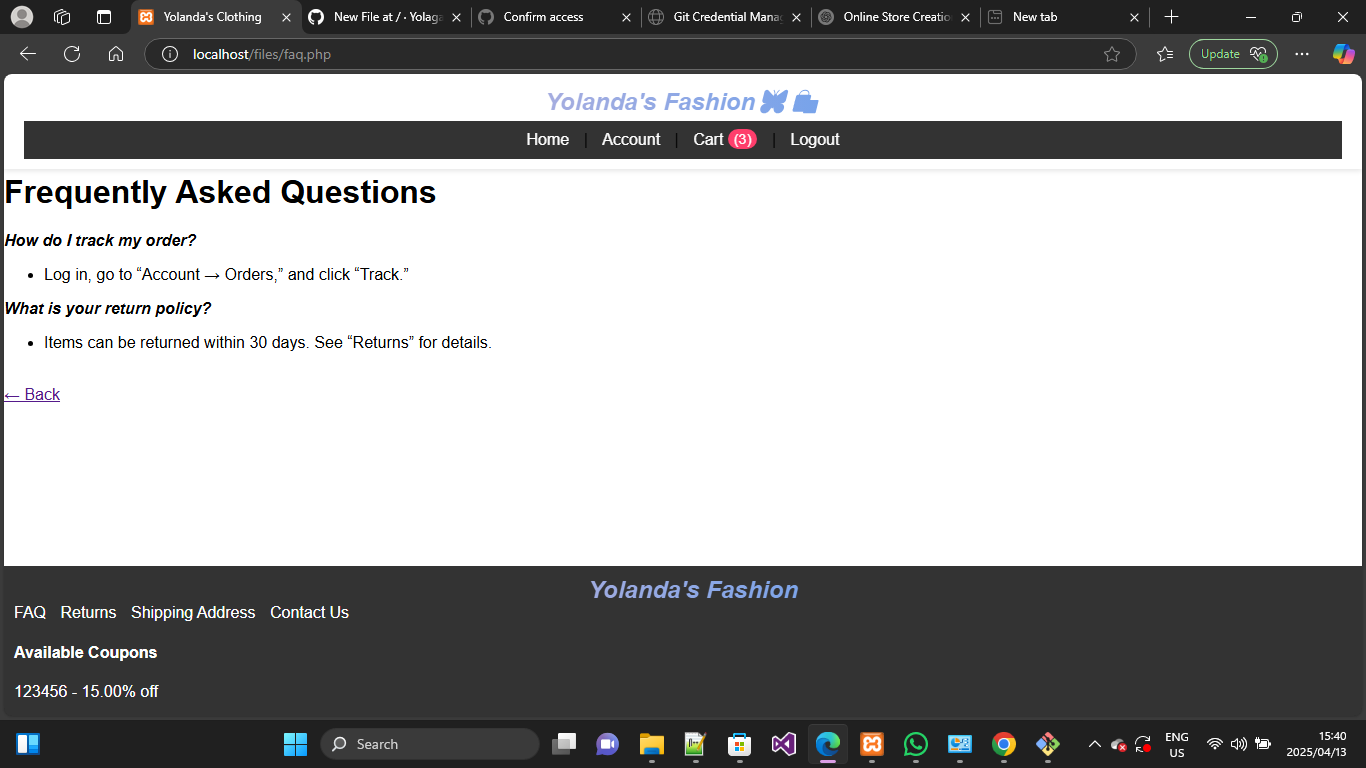 Yolanda's Clothing
New File at / · Yolaga
Confirm access
Git Credential Mana
Online Store Creatio
New tab
localhost/files/faq.php
Update
Yolanda's Fashion
Home | Account | Cart (3) | Logout
Frequently Asked Questions
How do I track my order?
• Log in, go to “Account → Orders,” and click “Track.”
What is your return policy?
• Items can be returned within 30 days. See “Returns” for details.
← Back
Yolanda's Fashion
FAQ Returns Shipping Address Contact Us
Available Coupons
123456 - 15.00% off
Search
ENG
US
15:40
2025/04/13